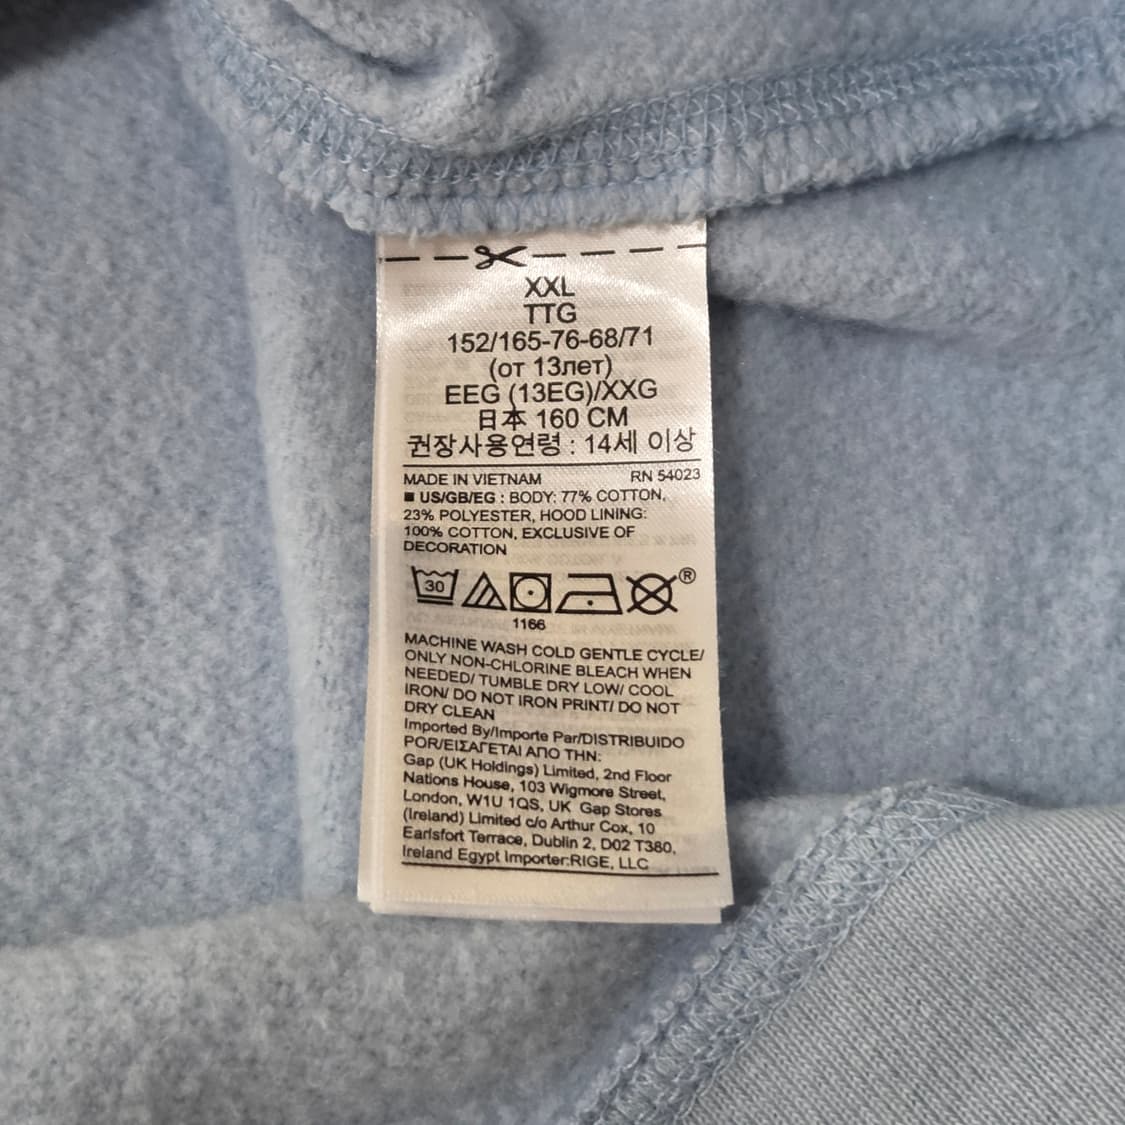 XXL
TTG
152/165-76-68/71
(от 13лет)
EEG (13EG)/XXG
日本 160 CM
권장사용연령 : 14세 이상
MADE IN VIETNAM RN 54023
■ US/GB/EG : BODY: 77% COTTON,
23% POLYESTER, HOOD LINING:
100% COTTON, EXCLUSIVE OF
DECORATION
30 ®
1166
MACHINE WASH COLD GENTLE CYCLE/
ONLY NON-CHLORINE BLEACH WHEN
NEEDED/ TUMBLE DRY LOW/ COOL
IRON/ DO NOT IRON PRINT/ DO NOT
DRY CLEAN
Imported By/Importe Par/DISTRIBUIDO
POR/ΕΙΣΑΓΕΤΑΙ ΑΠΟ ΤΗΝ:
Gap (UK Holdings) Limited, 2nd Floor
Nations House, 103 Wigmore Street,
London, W1U 1QS, UK Gap Stores
(Ireland) Limited c/o Arthur Cox, 10
Earlsfort Terrace, Dublin 2, D02 T380,
Ireland Egypt Importer:RIGE, LLC